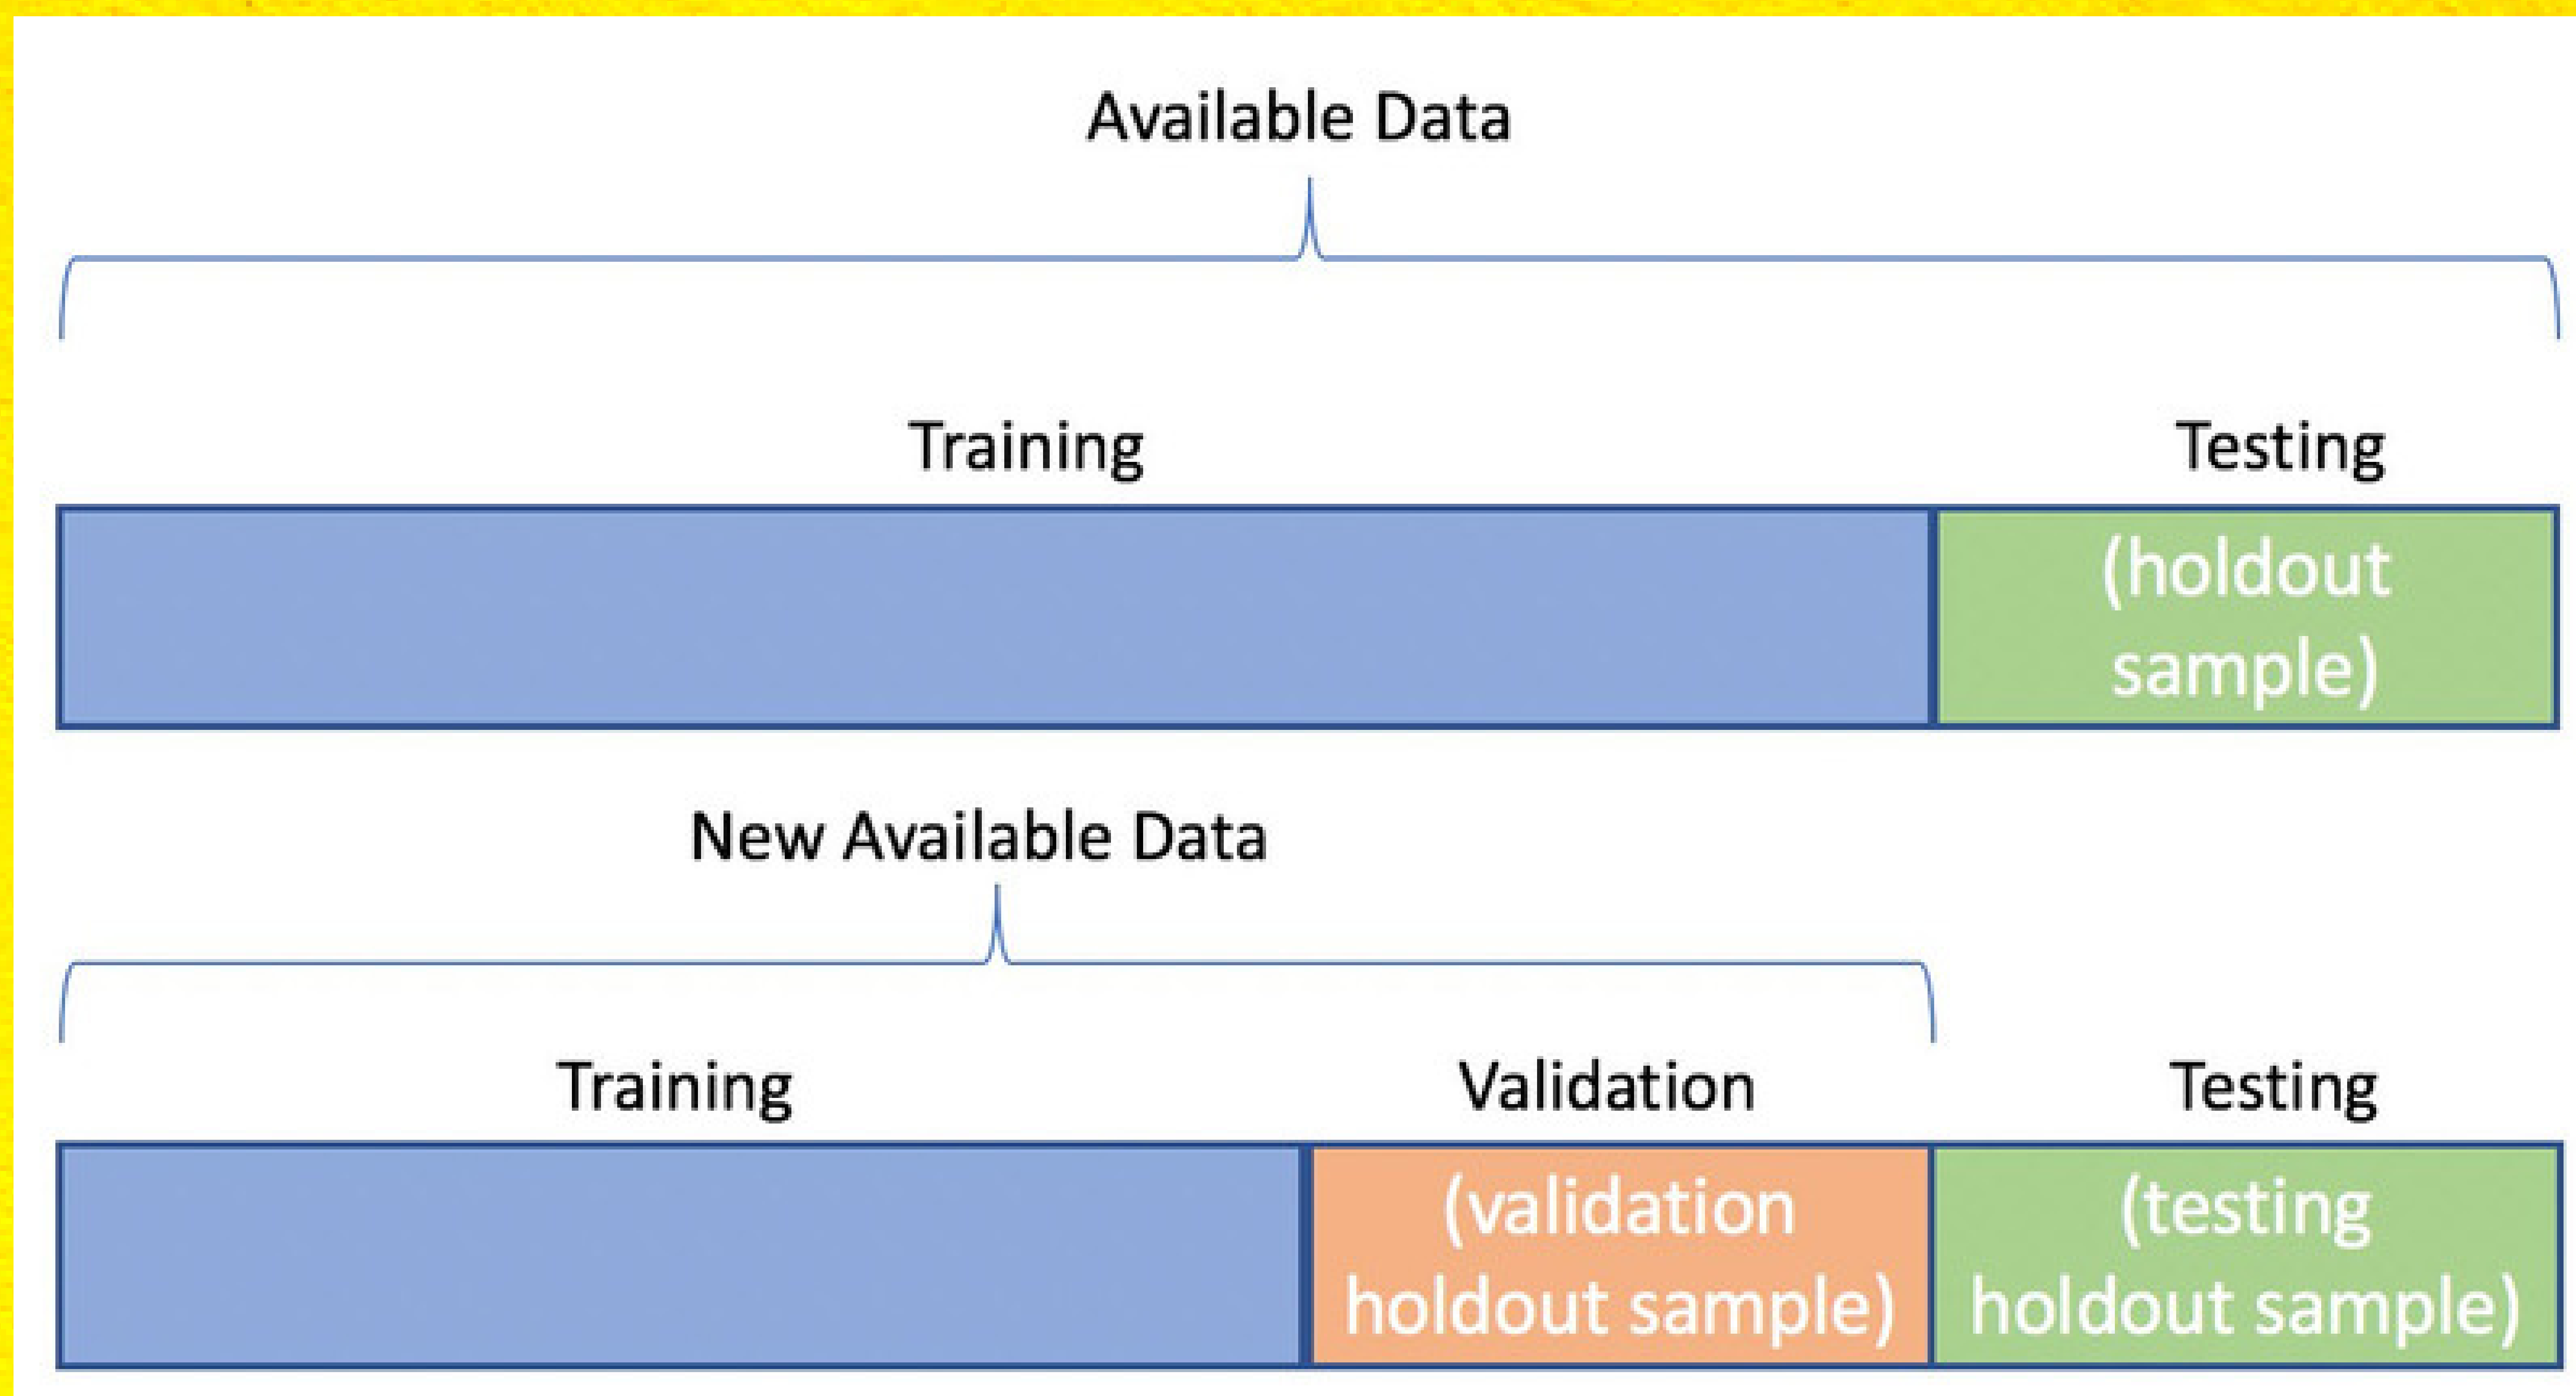 Available Data
Training
Testing
(holdout
sample)
New Available Data
Training
Validation
Testing
(validation
holdout sample)
(testing
holdout sample)